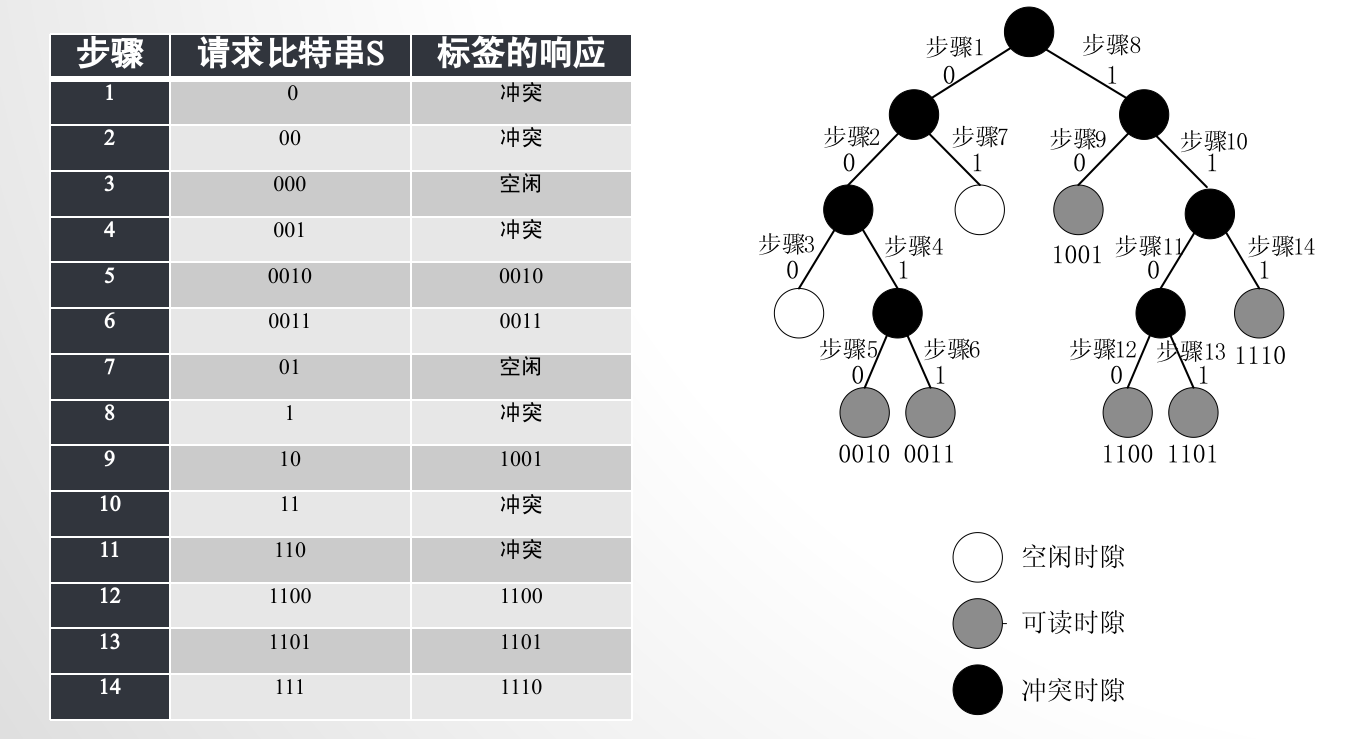 步骤 请求比特串S 标签的响应
1 0 冲突
2 00 冲突
3 000 空闲
4 001 冲突
5 0010 0010
6 0011 0011
7 01 空闲
8 1 冲突
9 10 1001
10 11 冲突
11 110 冲突
12 1100 1100
13 1101 1101
14 111 1110
步骤1 步骤8
0 1
步骤2 步骤7 步骤9 步骤10
0 1 0 1
步骤3 步骤4 1001 步骤11 步骤14
0 1 0 1
步骤5 步骤6 步骤12 步骤13 1110
0 1 0 1
0010 0011 1100 1101
空闲时隙
可读时隙
冲突时隙